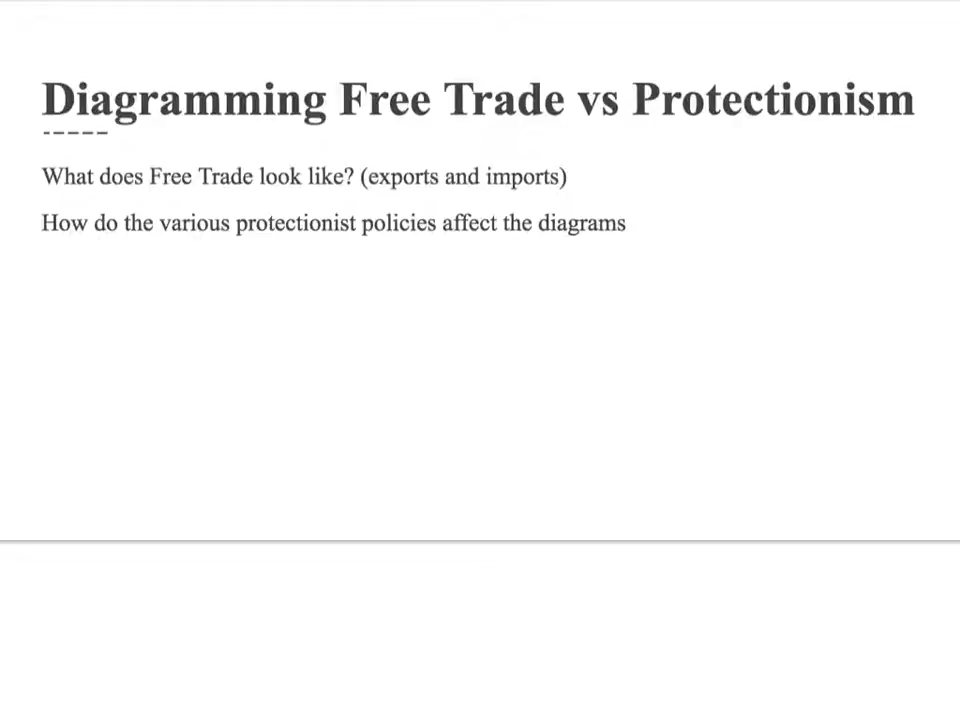 Diagramming Free Trade vs Protectionism
-----
What does Free Trade look like? (exports and imports)
How do the various protectionist policies affect the diagrams